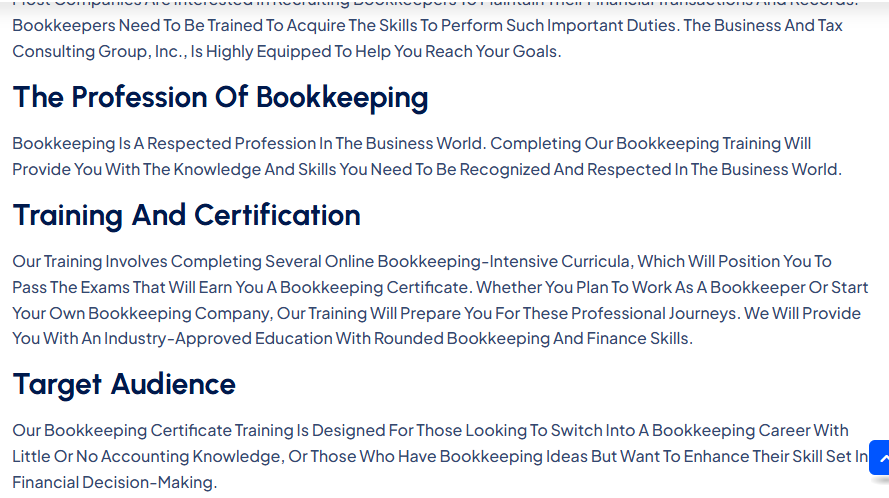 Most Companies Are Interested In Recruiting Bookkeepers To Maintain Their Financial Transactions And Records.
Bookkeepers Need To Be Trained To Acquire The Skills To Perform Such Important Duties. The Business And Tax
Consulting Group, Inc., Is Highly Equipped To Help You Reach Your Goals.
The Profession Of Bookkeeping
Bookkeeping Is A Respected Profession In The Business World. Completing Our Bookkeeping Training Will
Provide You With The Knowledge And Skills You Need To Be Recognized And Respected In The Business World.
Training And Certification
Our Training Involves Completing Several Online Bookkeeping-Intensive Curricula, Which Will Position You To
Pass The Exams That Will Earn You A Bookkeeping Certificate. Whether You Plan To Work As A Bookkeeper Or Start
Your Own Bookkeeping Company, Our Training Will Prepare You For These Professional Journeys. We Will Provide
You With An Industry-Approved Education With Rounded Bookkeeping And Finance Skills.
Target Audience
Our Bookkeeping Certificate Training Is Designed For Those Looking To Switch Into A Bookkeeping Career With
Little Or No Accounting Knowledge, Or Those Who Have Bookkeeping Ideas But Want To Enhance Their Skill Set In
Financial Decision-Making.